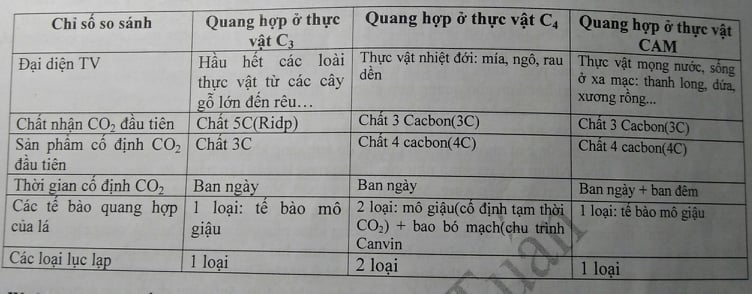 Chỉ số so sánh
Quang hợp ở thực vật C3
Quang hợp ở thực vật C4
Quang hợp ở thực vật CAM
Đại diện TV
Hầu hết các loài
thực vật từ các cây
gỗ lớn đến rêu…
Thực vật nhiệt đới: mía, ngô, rau
dền
Thực vật mọng nước, sống
ở xa mạc: thanh long, dứa,
xương rồng...
Chất nhận CO2 đầu tiên
Chất 5C(Ridp)
Chất 3 Cacbon(3C)
Chất 3 Cacbon(3C)
Sản phẩm cố định CO2
đầu tiên
Chất 3C
Chất 4 cacbon(4C)
Chất 4 cacbon(4C)
Thời gian cố định CO2
Ban ngày
Ban ngày
Ban ngày + ban đêm
Các tế bào quang hợp
của lá
1 loại: tế bào mô
giậu
2 loại: mô giậu(cố định tạm thời
CO2) + bao bó mạch(chu trình
Canvin
1 loại: tế bào mô giậu
Các loại lục lạp
1 loại
2 loại
1 loại
Tuấn